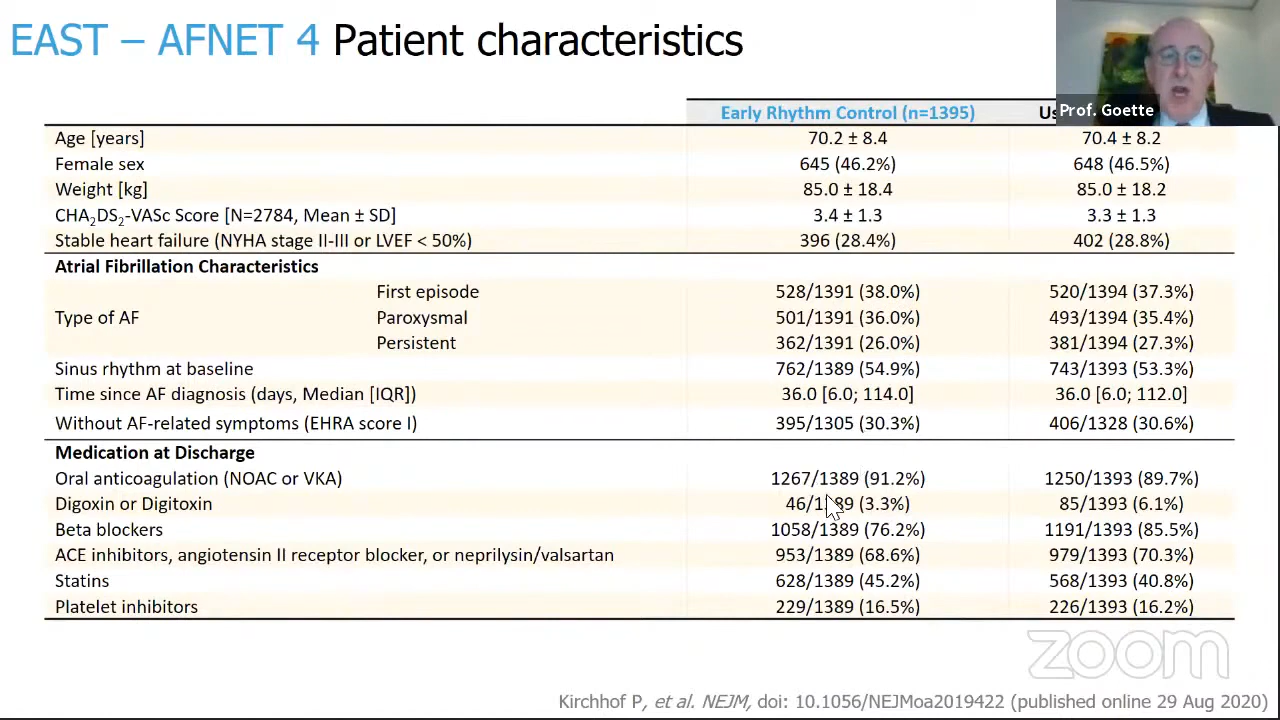 EAST – AFNET 4 Patient characteristics
Prof. Goette
Early Rhythm Control (n=1395)
Age [years] 70.2 ± 8.4 70.4 ± 8.2
Female sex 645 (46.2%) 648 (46.5%)
Weight [kg] 85.0 ± 18.4 85.0 ± 18.2
CHA2DS2-VASc Score [N=2784, Mean ± SD] 3.4 ± 1.3 3.3 ± 1.3
Stable heart failure (NYHA stage II-III or LVEF < 50%) 396 (28.4%) 402 (28.8%)
Atrial Fibrillation Characteristics
First episode 528/1391 (38.0%) 520/1394 (37.3%)
Type of AF Paroxysmal 501/1391 (36.0%) 493/1394 (35.4%)
Persistent 362/1391 (26.0%) 381/1394 (27.3%)
Sinus rhythm at baseline 762/1389 (54.9%) 743/1393 (53.3%)
Time since AF diagnosis (days, Median [IQR]) 36.0 [6.0; 114.0] 36.0 [6.0; 112.0]
Without AF-related symptoms (EHRA score I) 395/1305 (30.3%) 406/1328 (30.6%)
Medication at Discharge
Oral anticoagulation (NOAC or VKA) 1267/1389 (91.2%) 1250/1393 (89.7%)
Digoxin or Digitoxin 46/1389 (3.3%) 85/1393 (6.1%)
Beta blockers 1058/1389 (76.2%) 1191/1393 (85.5%)
ACE inhibitors, angiotensin II receptor blocker, or neprilysin/valsartan 953/1389 (68.6%) 979/1393 (70.3%)
Statins 628/1389 (45.2%) 568/1393 (40.8%)
Platelet inhibitors 229/1389 (16.5%) 226/1393 (16.2%)
zoom
Kirchhof P, et al. NEJM, doi: 10.1056/NEJMoa2019422 (published online 29 Aug 2020)